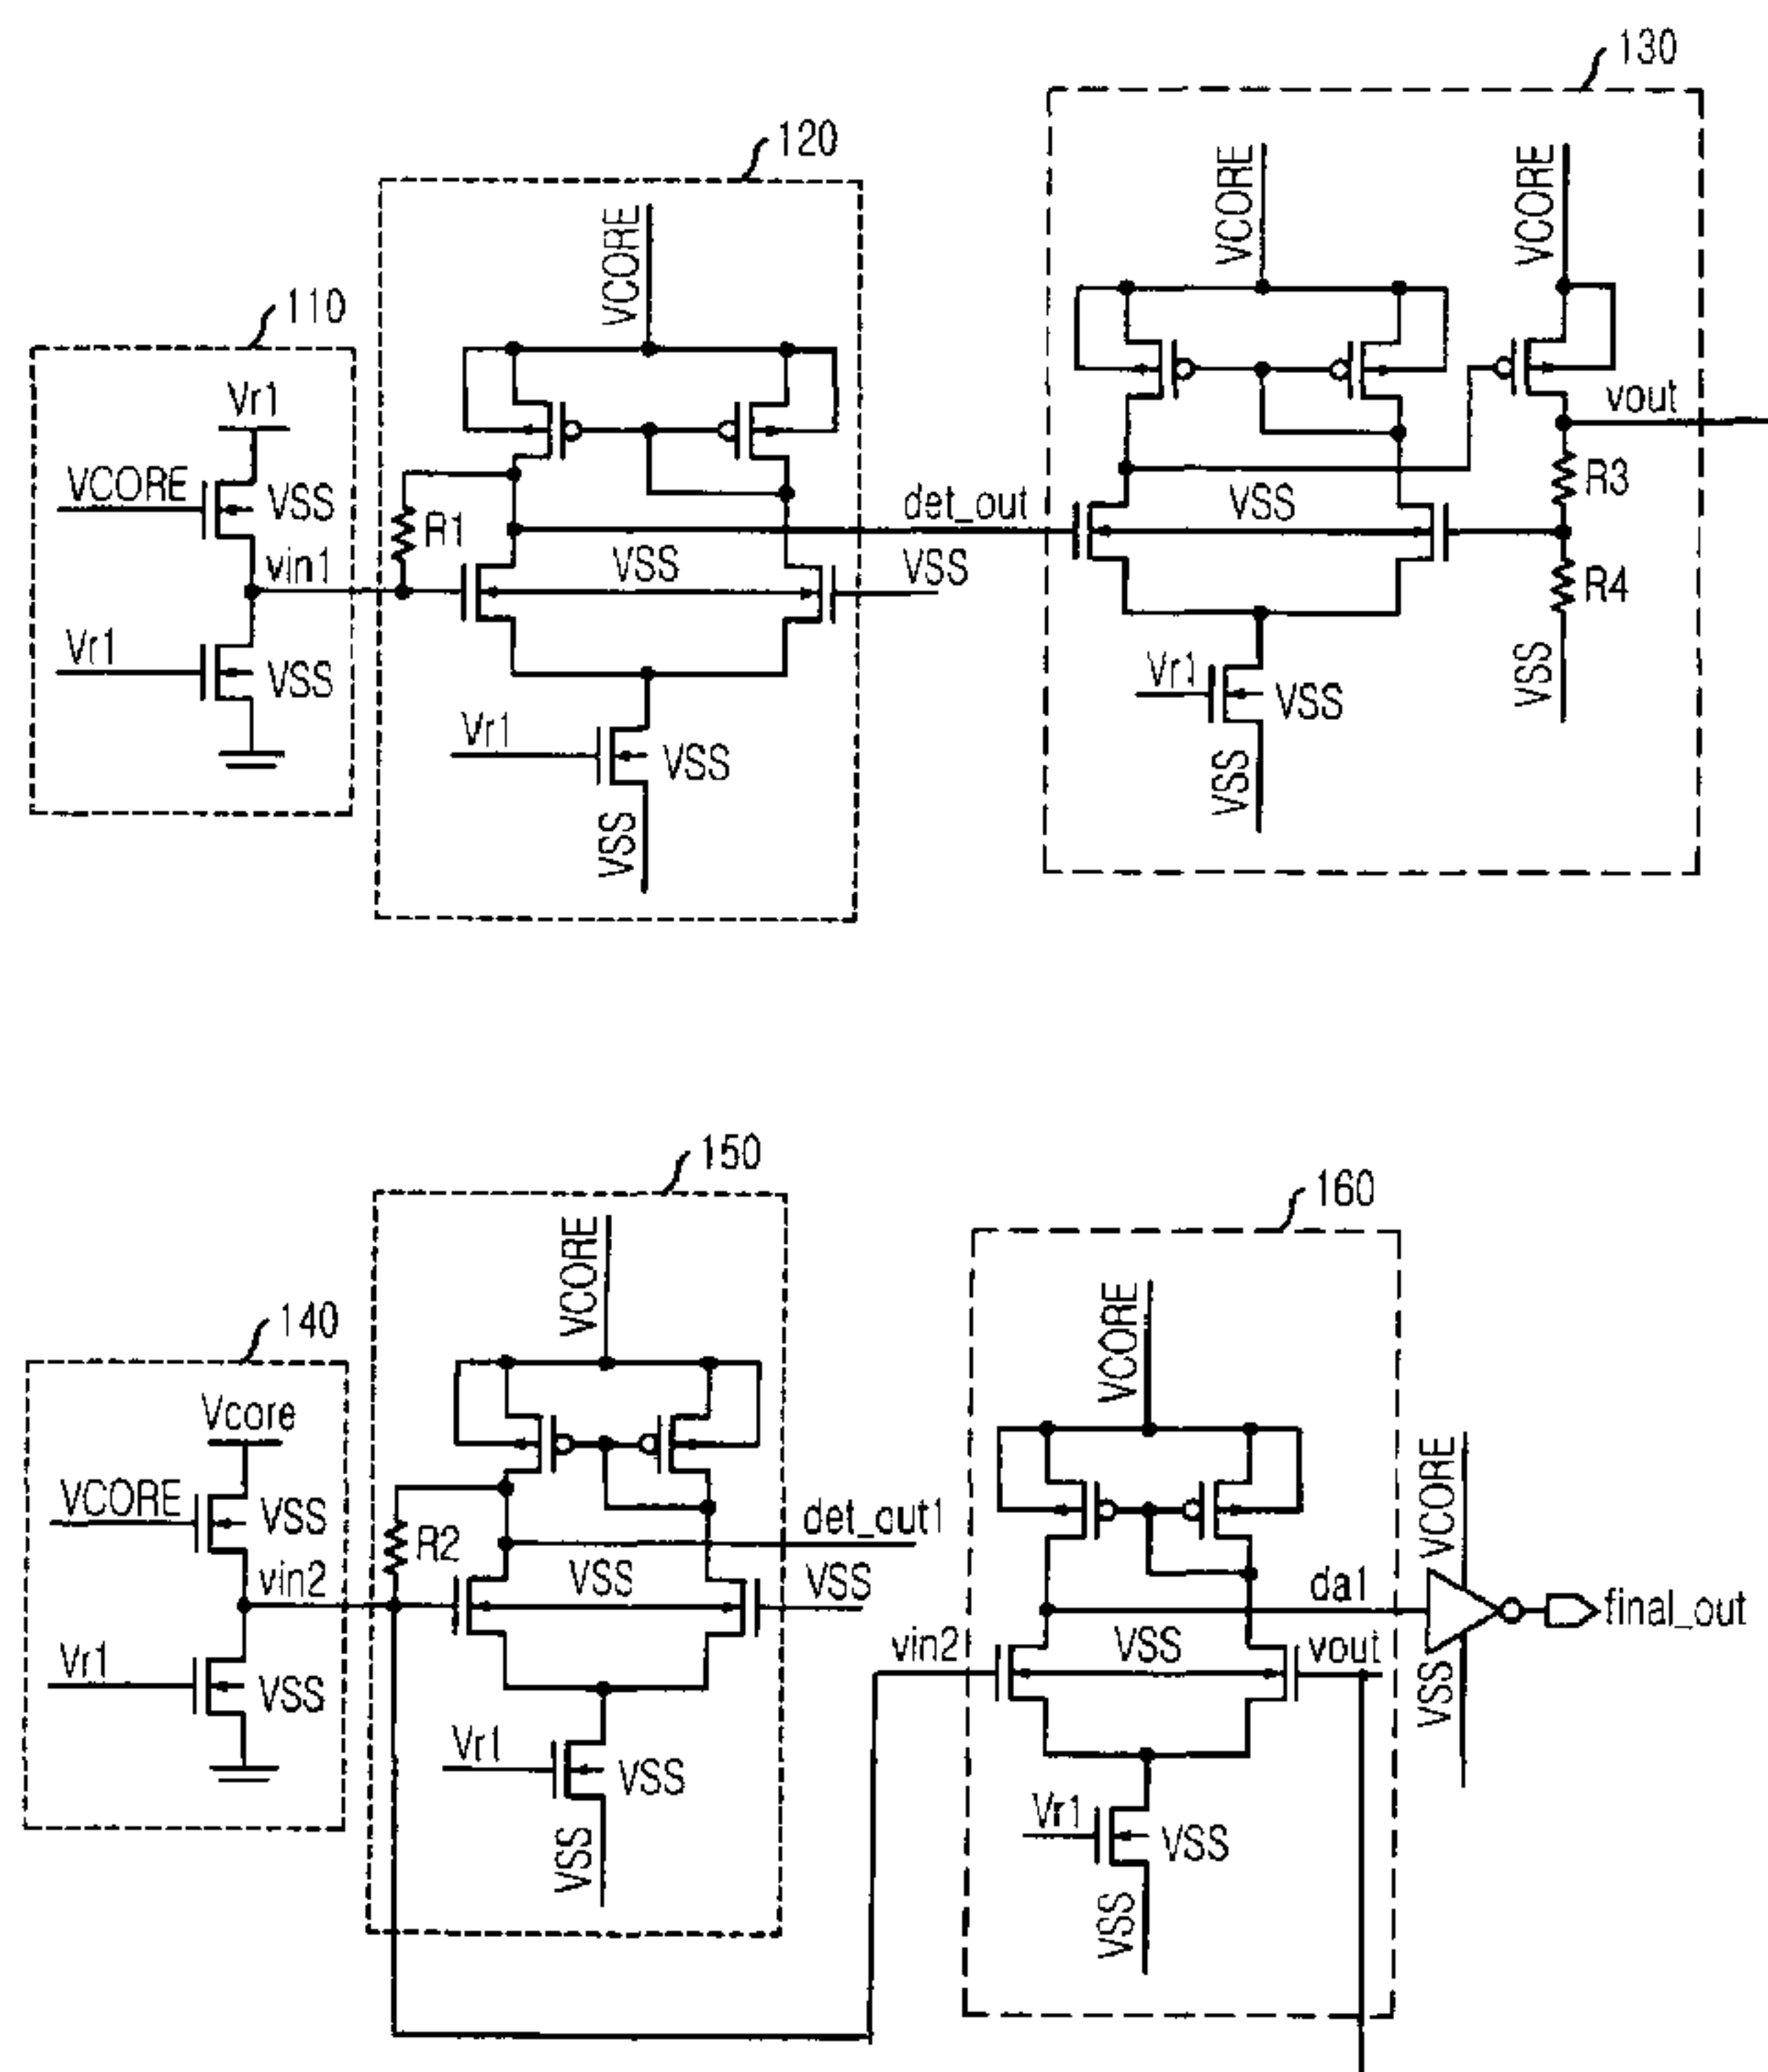 130
120
VCORE
VCORE
VCORE
110
Vr1
VCORE
VSS
vin1
Vr1
VSS
R1
VSS
det_out
VSS
Vr1
VSS
VSS
vout
R3
VSS
R4
VSS
Vr1
VSS
VSS
150
160
VCORE
VCORE
140
Vcore
VCORE
VSS
vin2
Vr1
VSS
R2
det_out1
VSS
VSS
Vr1
VSS
VSS
VCORE
da1
final_out
vin2
VSS
vout
VSS
Vr1
VSS
VSS